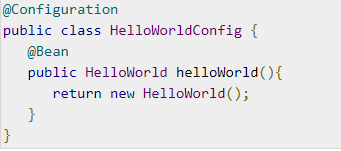 @Configuration
public class HelloWorldConfig {
   @Bean
   public HelloWorld helloWorld(){
      return new HelloWorld();
   }
}